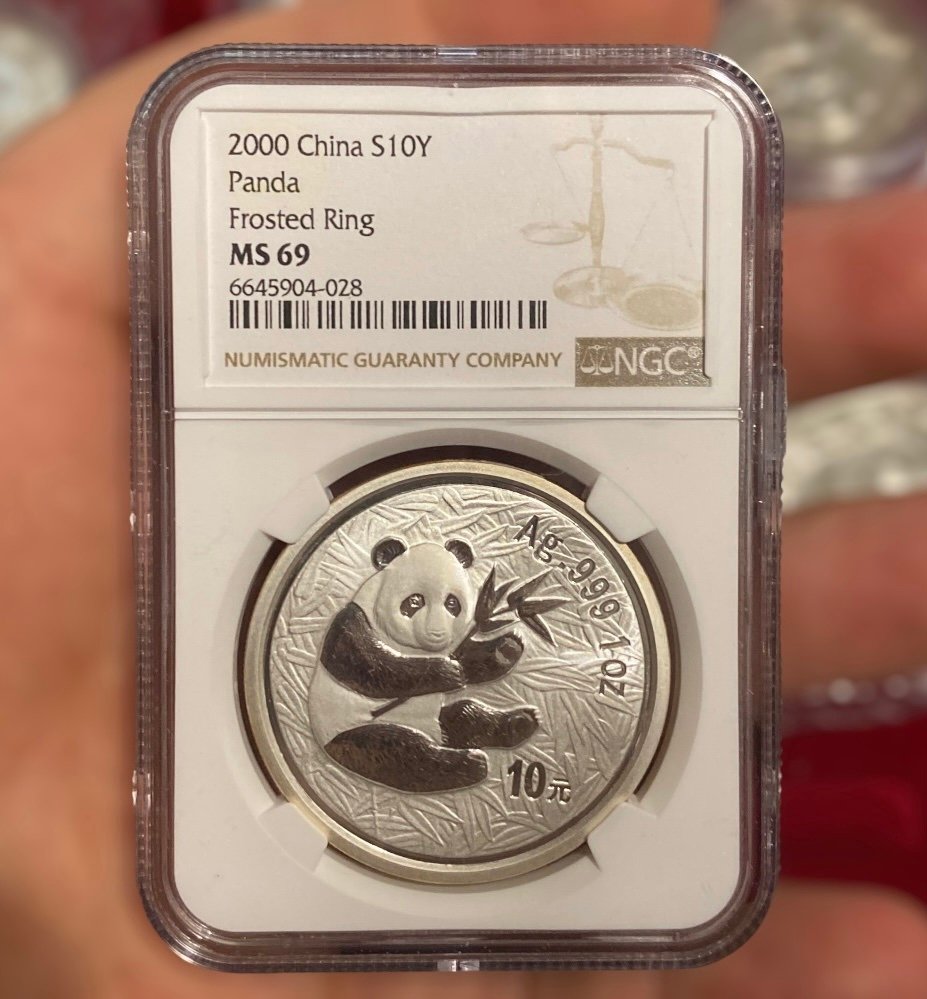 2000 China S10Y
Panda
Frosted Ring
MS 69
6645904-028
NUMISMATIC GUARANTY COMPANY
NGC®
Ag.999 1OZ
10元